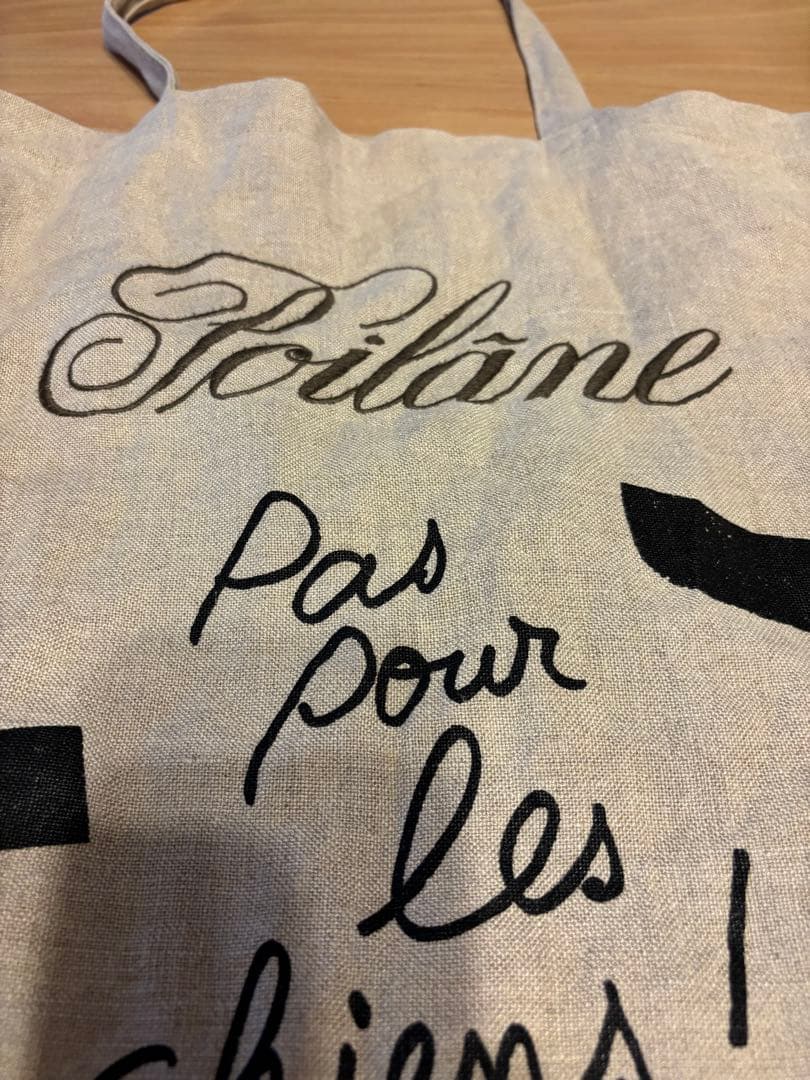 Poilâne
Pas
pour
les
chiens !